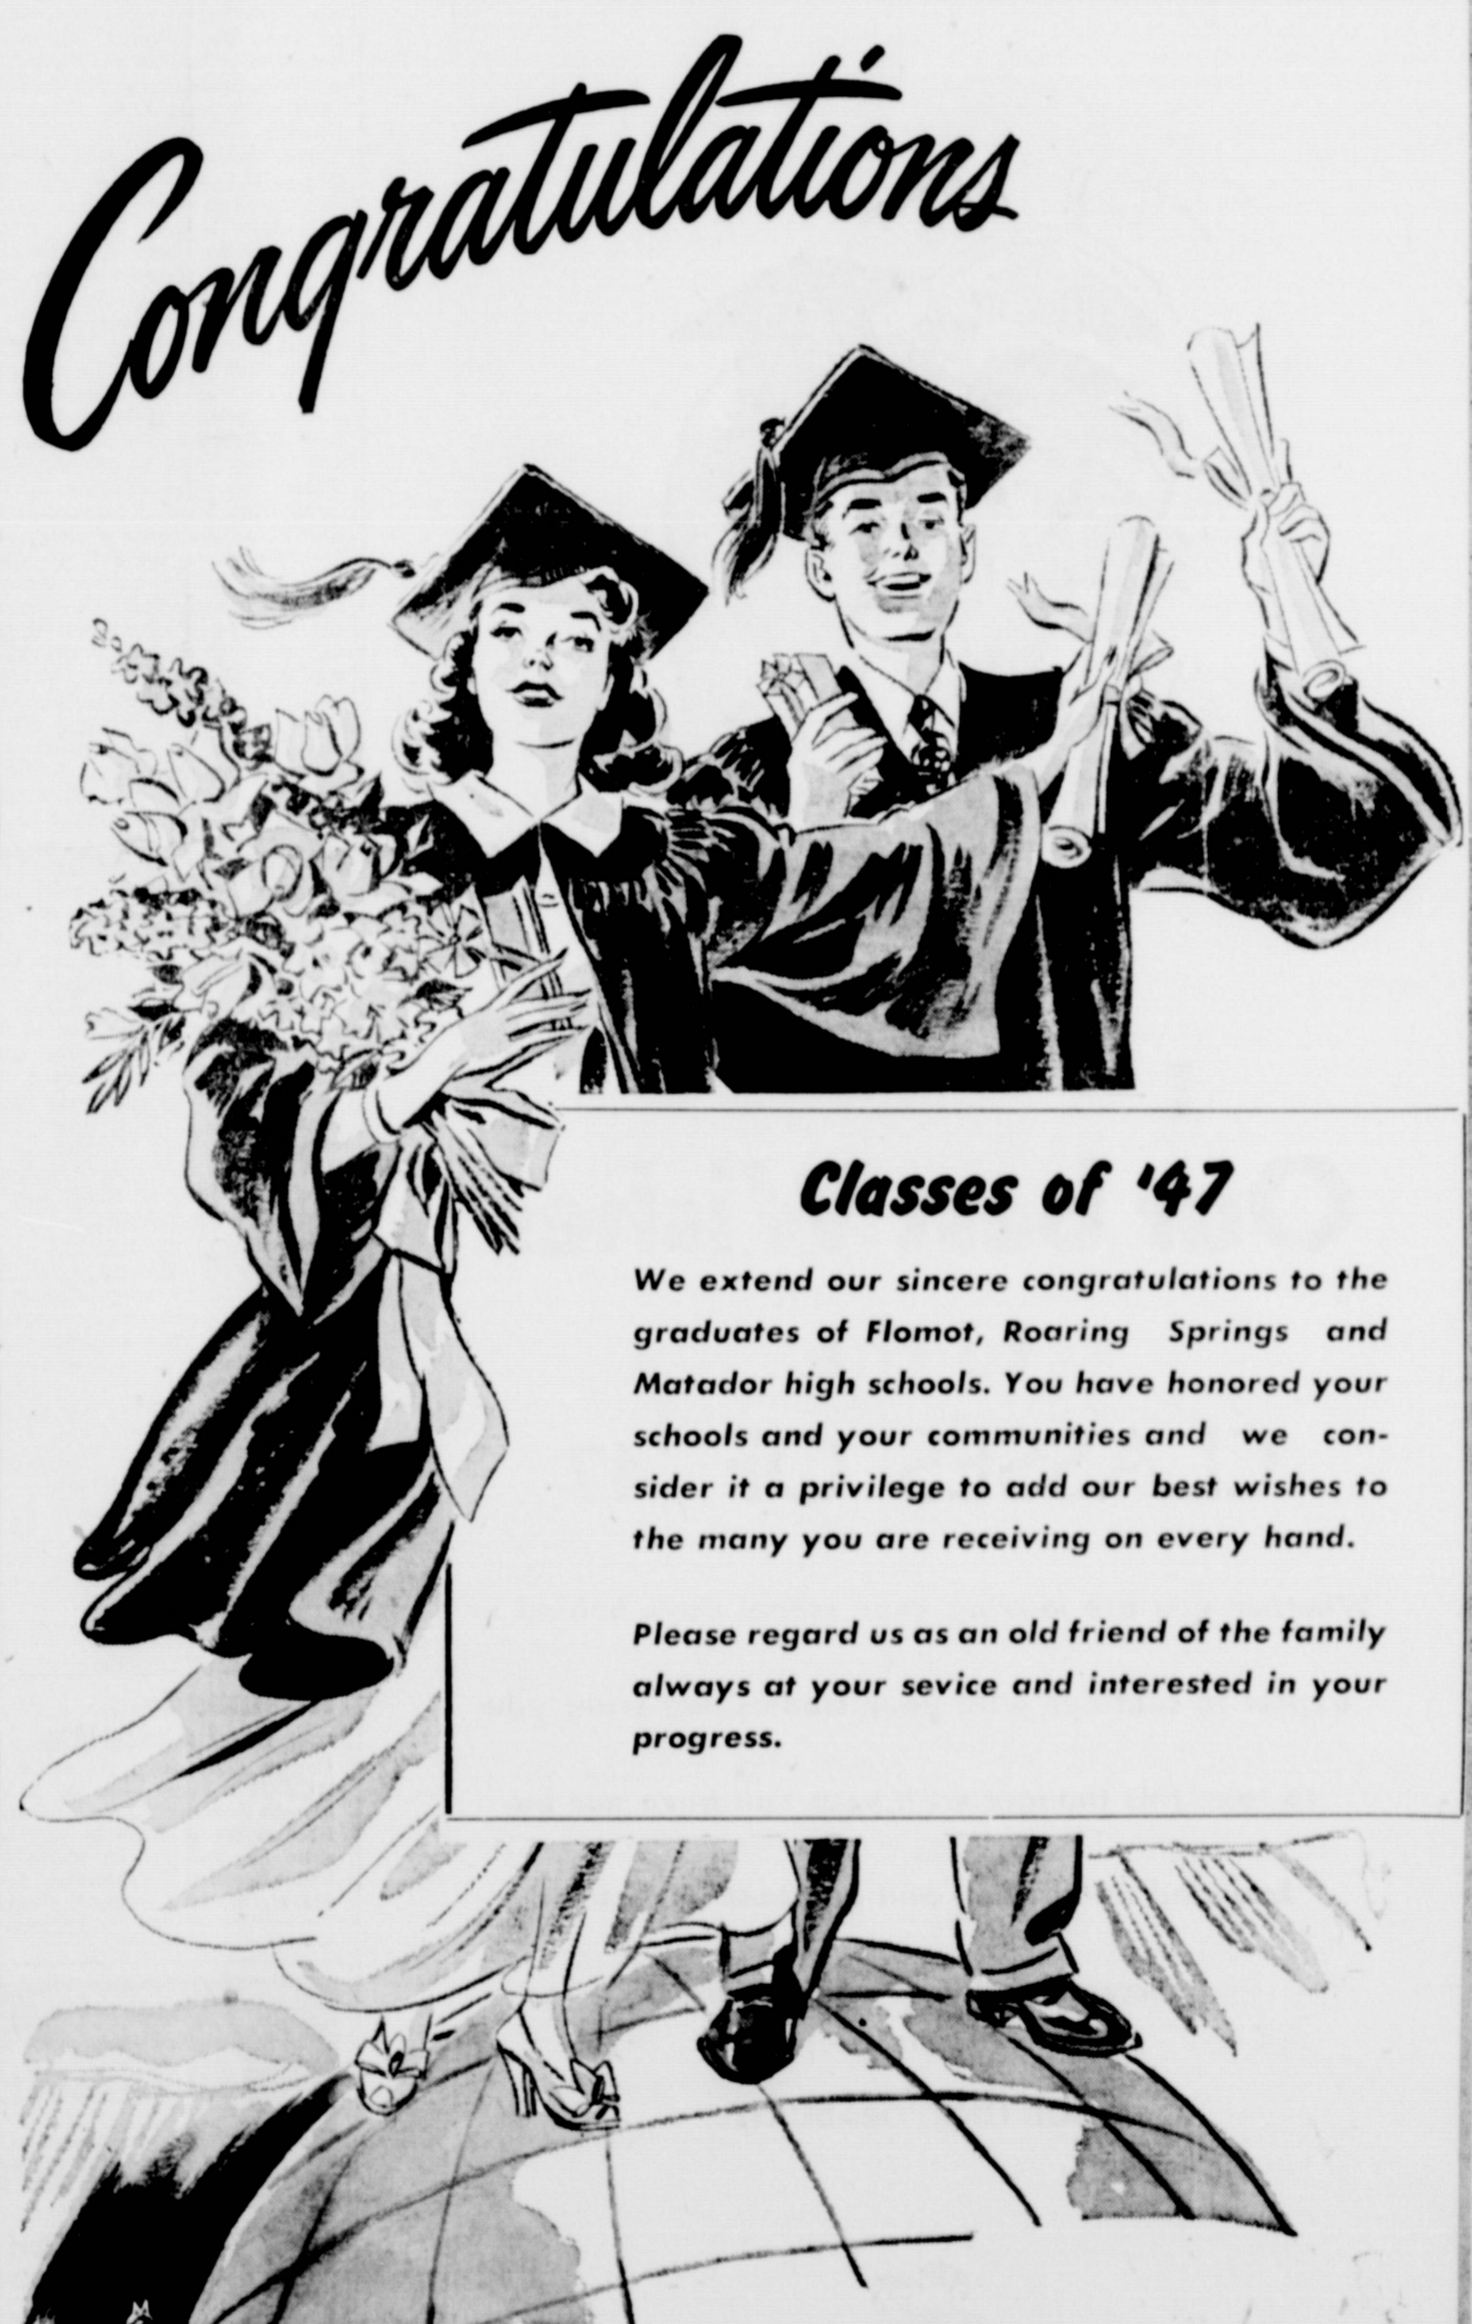 Congratulations
Classes of '47
We extend our sincere congratulations to the
graduates of Flomot, Roaring Springs and
Matador high schools. You have honored your
schools and your communities and we con-
sider it a privilege to add our best wishes to
the many you are receiving on every hand.
Please regard us as an old friend of the family
always at your sevice and interested in your
progress.